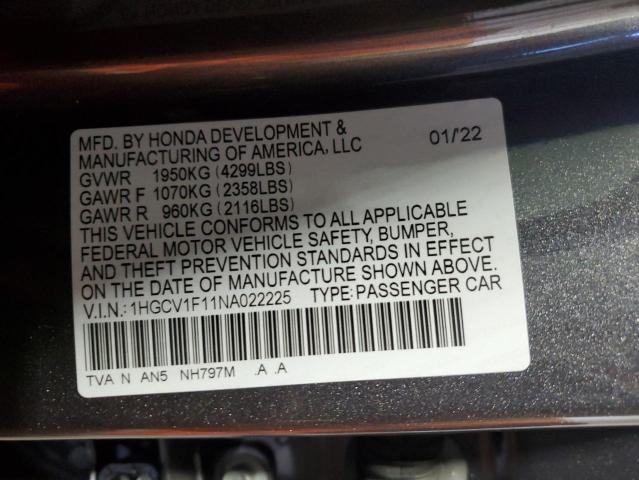 MFD. BY HONDA DEVELOPMENT &
MANUFACTURING OF AMERICA, LLC 01/'22
GVWR 1950KG (4299LBS)
GAWR F 1070KG (2358LBS)
GAWR R 960KG (2116LBS)
THIS VEHICLE CONFORMS TO ALL APPLICABLE
FEDERAL MOTOR VEHICLE SAFETY, BUMPER,
AND THEFT PREVENTION STANDARDS IN EFFECT
ON THE DATE OF MANUFACTURE SHOWN ABOVE.
V.I.N.: 1HGCV1F11NA022225 TYPE: PASSENGER CAR
TVA N AN5 NH797M .A .A